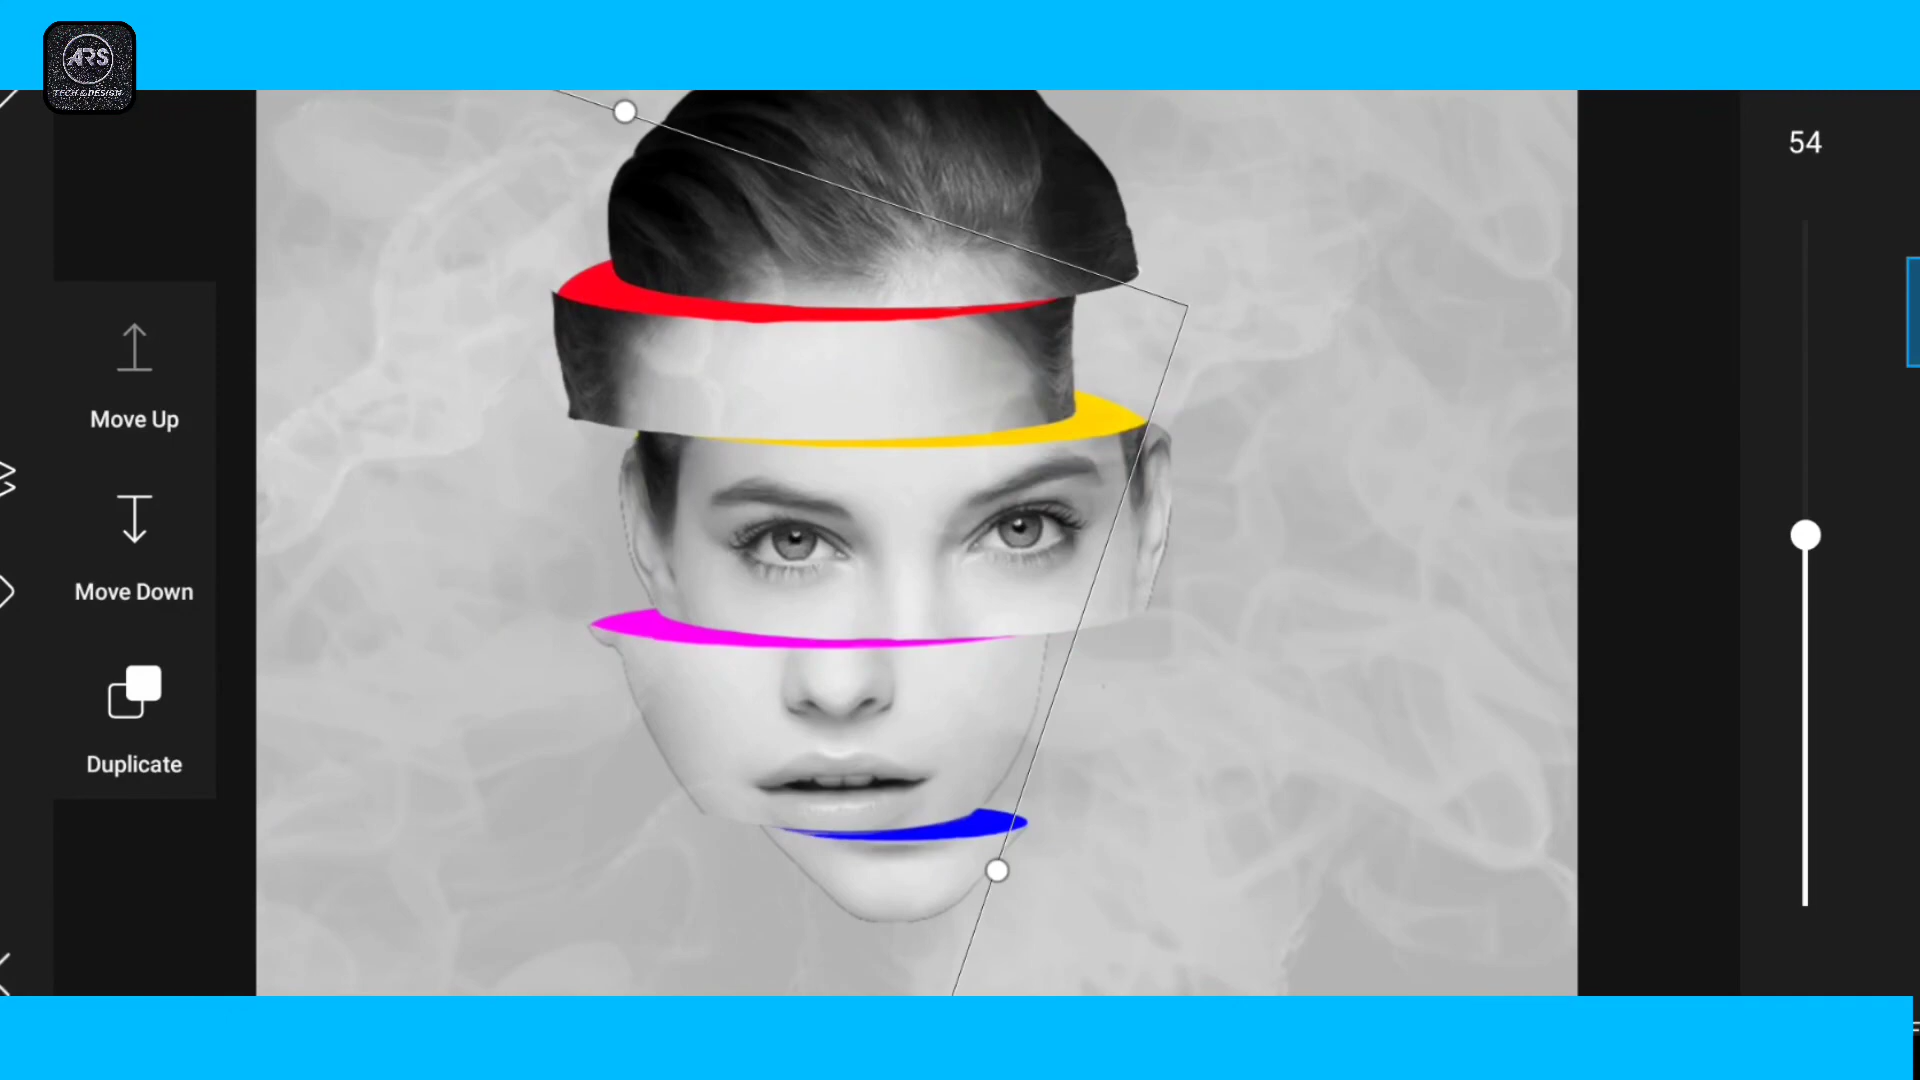 ARS
TECH & DESIGN
54
Move Up
Move Down
Duplicate